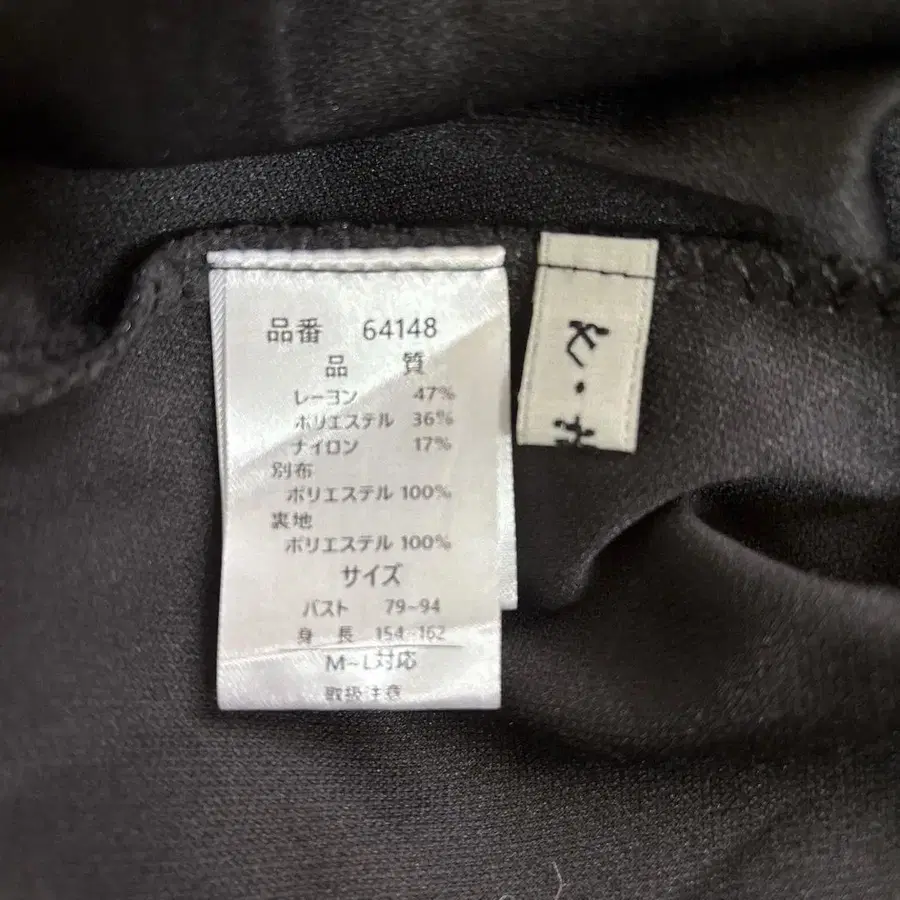 品番 64148
品 質
レーヨン 47%
ポリエステル 36%
ナイロン 17%
別布
ポリエステル 100%
裏地
ポリエステル 100%
サイズ
バスト 79~94
身 長 154~162
M~L対応
取扱注意